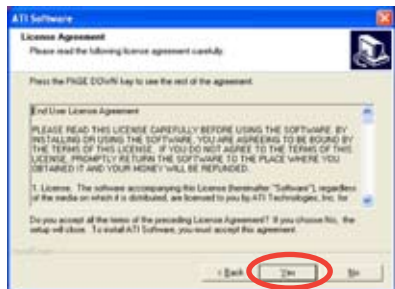 ATI Software
License Agreement
Please read the following license agreement carefully.
Press the PAGE DOWN key to see the rest of the agreement.
End User License Agreement
PLEASE READ THIS LICENSE CAREFULLY BEFORE USING THE SOFTWARE. BY
INSTALLING OR USING THE SOFTWARE, YOU ARE AGREEING TO BE BOUND BY
THE TERMS OF THIS LICENSE. IF YOU DO NOT AGREE TO THE TERMS OF THIS
LICENSE, PROMPTLY RETURN THE SOFTWARE TO THE PLACE WHERE YOU
OBTAINED IT AND YOUR MONEY WILL BE REFUNDED.
1. License. The software accompanying this License (hereinafter "Software"), regardless
of the media on which it is distributed, are licensed to you by ATI Technologies, Inc. for
Do you accept all the terms of the preceding License Agreement? If you choose No, the
setup will close. To install ATI Software, you must accept this agreement.
< Back Yes No